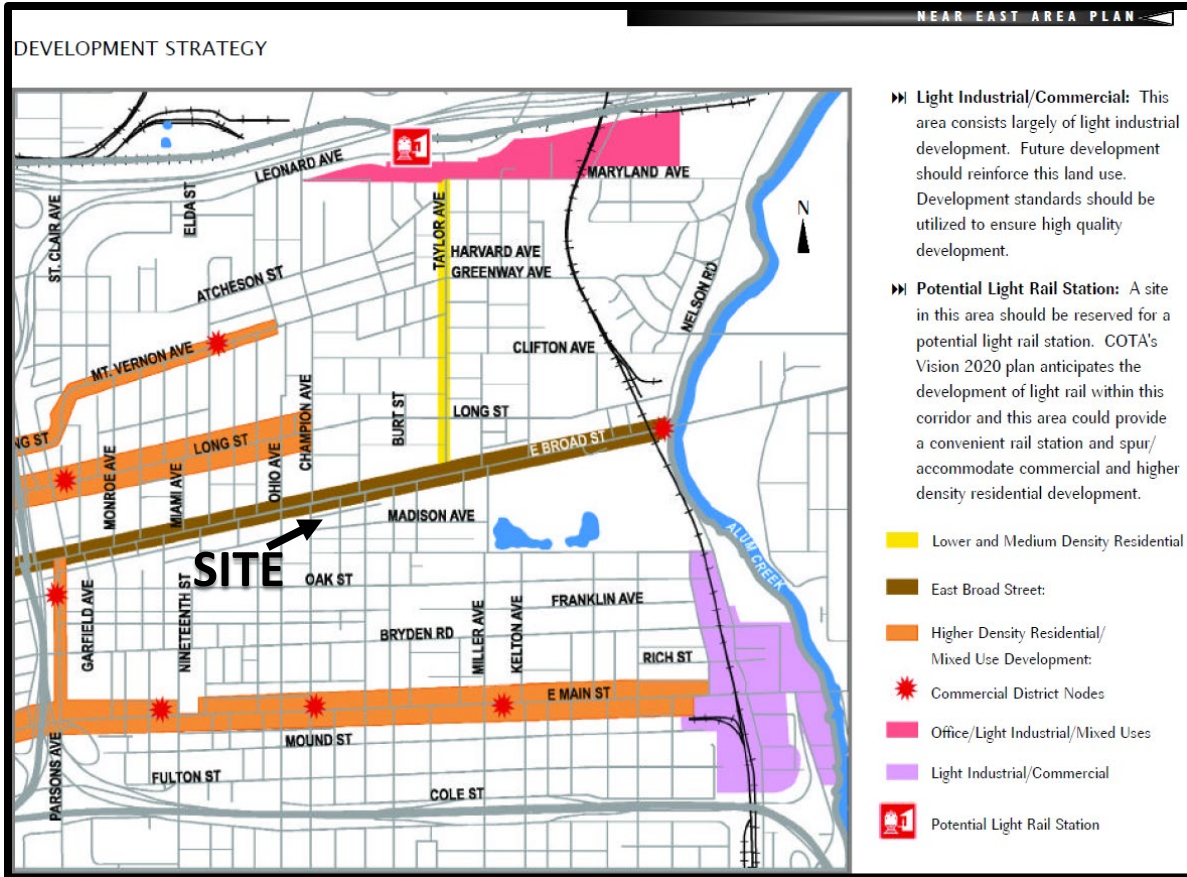 NEAR EAST AREA PLAN
DEVELOPMENT STRATEGY
LEONARD AVE
MARYLAND AVE
ST. CLAIR AVE
ELDA ST
TAYLOR AVE
N
HARVARD AVE
GREENWAY AVE
ATCHESON ST
NELSON RD
MT. VERNON AVE
CLIFTON AVE
CHAMPION AVE
BURT ST
LONG ST
NG ST
LONG ST
E BROAD ST
MONROE AVE
MIAMI AVE
OHIO AVE
MADISON AVE
SITE
ALUM CREEK
OAK ST
GARFIELD AVE
NINETEENTH ST
FRANKLIN AVE
BRYDEN RD
MILLER AVE
KELTON AVE
RICH ST
E MAIN ST
MOUND ST
PARSONS AVE
FULTON ST
COLE ST
Light Industrial/Commercial: This
area consists largely of light industrial
development. Future development
should reinforce this land use.
Development standards should be
utilized to ensure high quality
development.
Potential Light Rail Station: A site
in this area should be reserved for a
potential light rail station. COTA's
Vision 2020 plan anticipates the
development of light rail within this
corridor and this area could provide
a convenient rail station and spur/
accommodate commercial and higher
density residential development.
Lower and Medium Density Residential
East Broad Street:
Higher Density Residential/
Mixed Use Development:
Commercial District Nodes
Office/Light Industrial/Mixed Uses
Light Industrial/Commercial
Potential Light Rail Station